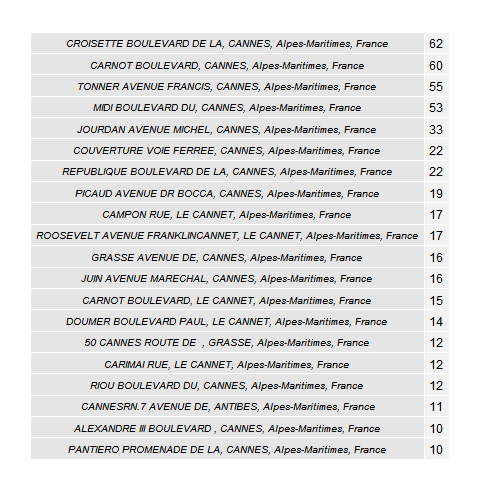 CROISETTE BOULEVARD DE LA, CANNES, Alpes-Maritimes, France 62
CARNOT BOULEVARD, CANNES, Alpes-Maritimes, France 60
TONNER AVENUE FRANCIS, CANNES, Alpes-Maritimes, France 55
MIDI BOULEVARD DU, CANNES, Alpes-Maritimes, France 53
JOURDAN AVENUE MICHEL, CANNES, Alpes-Maritimes, France 33
COUVERTURE VOIE FERREE, CANNES, Alpes-Maritimes, France 22
REPUBLIQUE BOULEVARD DE LA, CANNES, Alpes-Maritimes, France 22
PICAUD AVENUE DR BOCCA, CANNES, Alpes-Maritimes, France 19
CAMPON RUE, LE CANNET, Alpes-Maritimes, France 17
ROOSEVELT AVENUE FRANKLINCANNET, LE CANNET, Alpes-Maritimes, France 17
GRASSE AVENUE DE, CANNES, Alpes-Maritimes, France 16
JUIN AVENUE MARECHAL, CANNES, Alpes-Maritimes, France 16
CARNOT BOULEVARD, LE CANNET, Alpes-Maritimes, France 15
DOUMER BOULEVARD PAUL, LE CANNET, Alpes-Maritimes, France 14
50 CANNES ROUTE DE , GRASSE, Alpes-Maritimes, France 12
CARIMAI RUE, LE CANNET, Alpes-Maritimes, France 12
RIOU BOULEVARD DU, CANNES, Alpes-Maritimes, France 12
CANNESRN.7 AVENUE DE, ANTIBES, Alpes-Maritimes, France 11
ALEXANDRE III BOULEVARD , CANNES, Alpes-Maritimes, France 10
PANTIERO PROMENADE DE LA, CANNES, Alpes-Maritimes, France 10